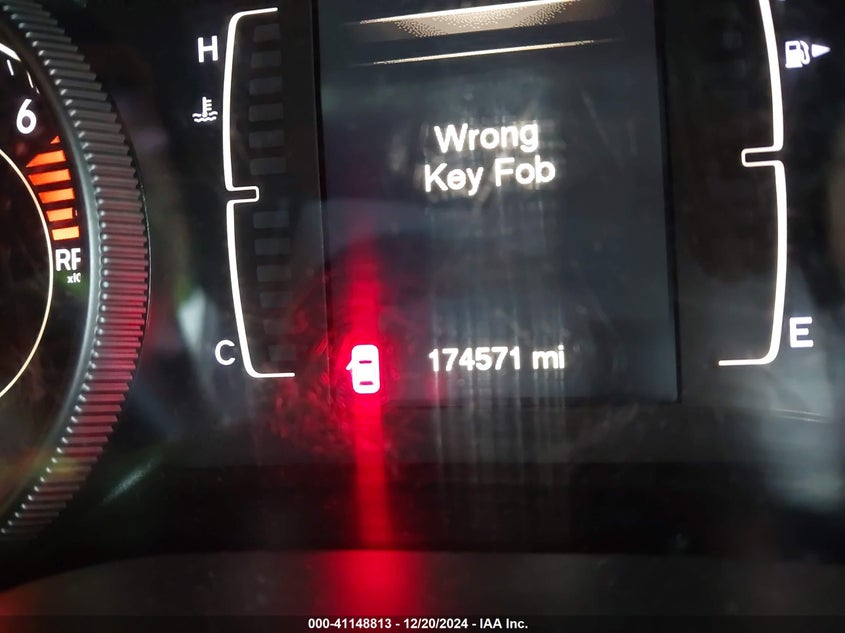 H
6
Wrong
Key Fob
C
174571 mi
E
000-41148813 - 12/20/2024 - IAA Inc.